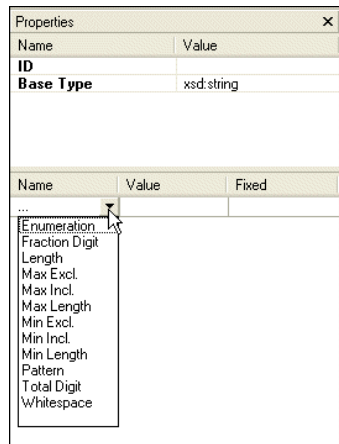 Properties
Name Value
ID
Base Type xsd:string
Name Value Fixed
...
Enumeration
Fraction Digit
Length
Max Excl.
Max Incl.
Max Length
Min Excl.
Min Incl.
Min Length
Pattern
Total Digit
Whitespace